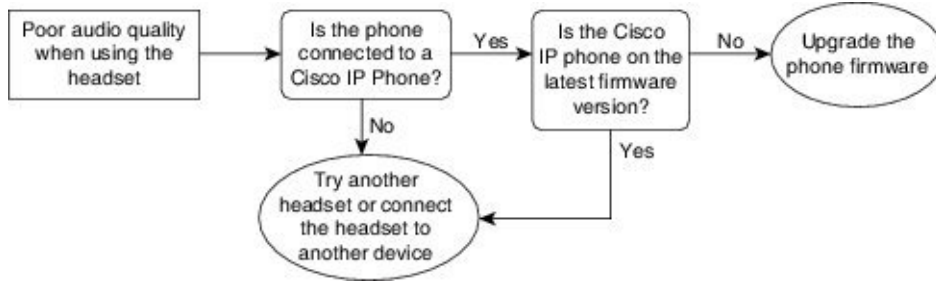 Poor audio quality
when using the
headset
Is the phone
connected to a
Cisco IP Phone?
Yes
Is the Cisco
IP phone on the
latest firmware
version?
No
Upgrade the
phone firmware
No
Yes
Try another
headset or connect
the headset to
another device